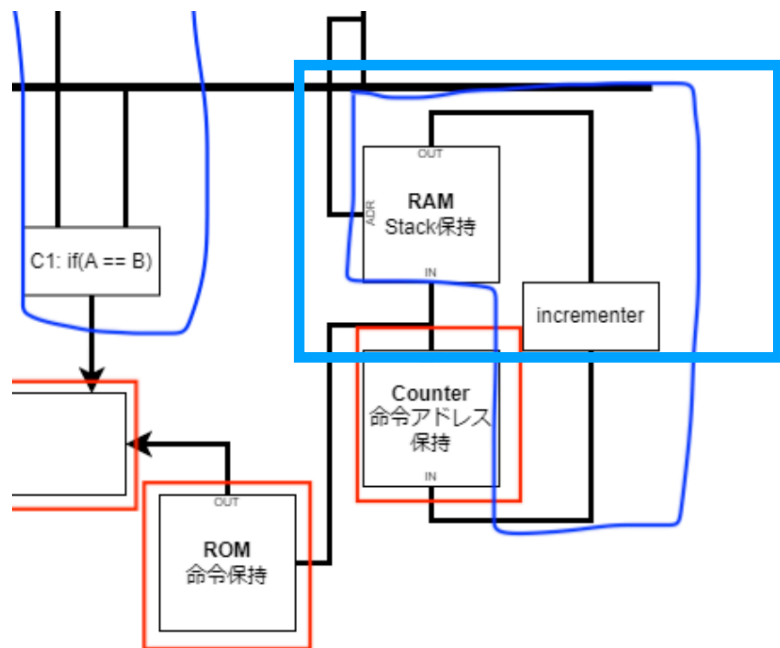 OUT
RAM
Stack保持
ADR
IN
C1: if(A == B)
incrementer
Counter
命令アドレス
保持
IN
OUT
ROM
命令保持